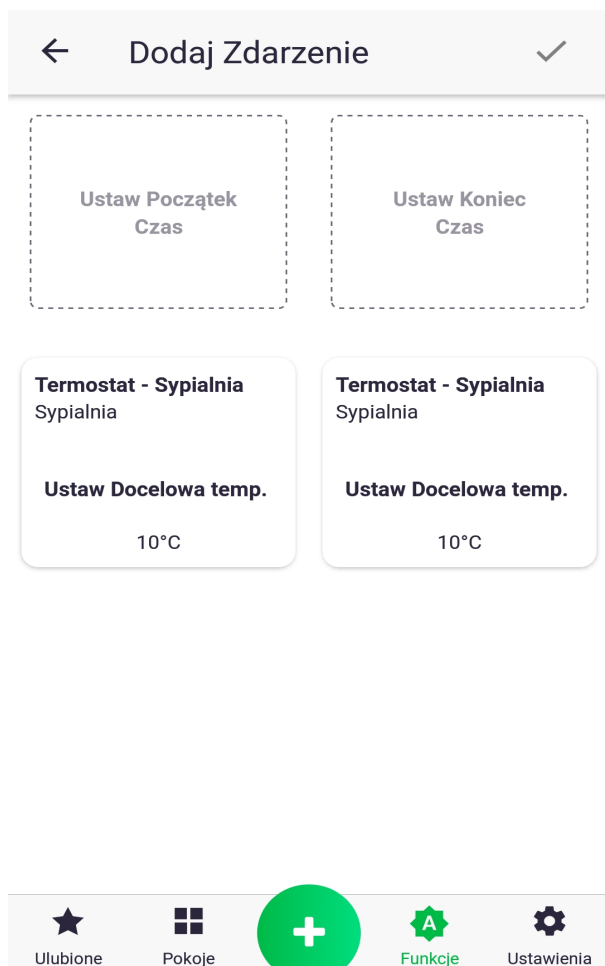 Dodaj Zdarzenie
Ustaw Początek
Czas
Ustaw Koniec
Czas
Termostat - Sypialnia
Sypialnia
Ustaw Docelowa temp.
10°C
Termostat - Sypialnia
Sypialnia
Ustaw Docelowa temp.
10°C
A
Ulubione
Pokoje
Funkcje
Ustawienia